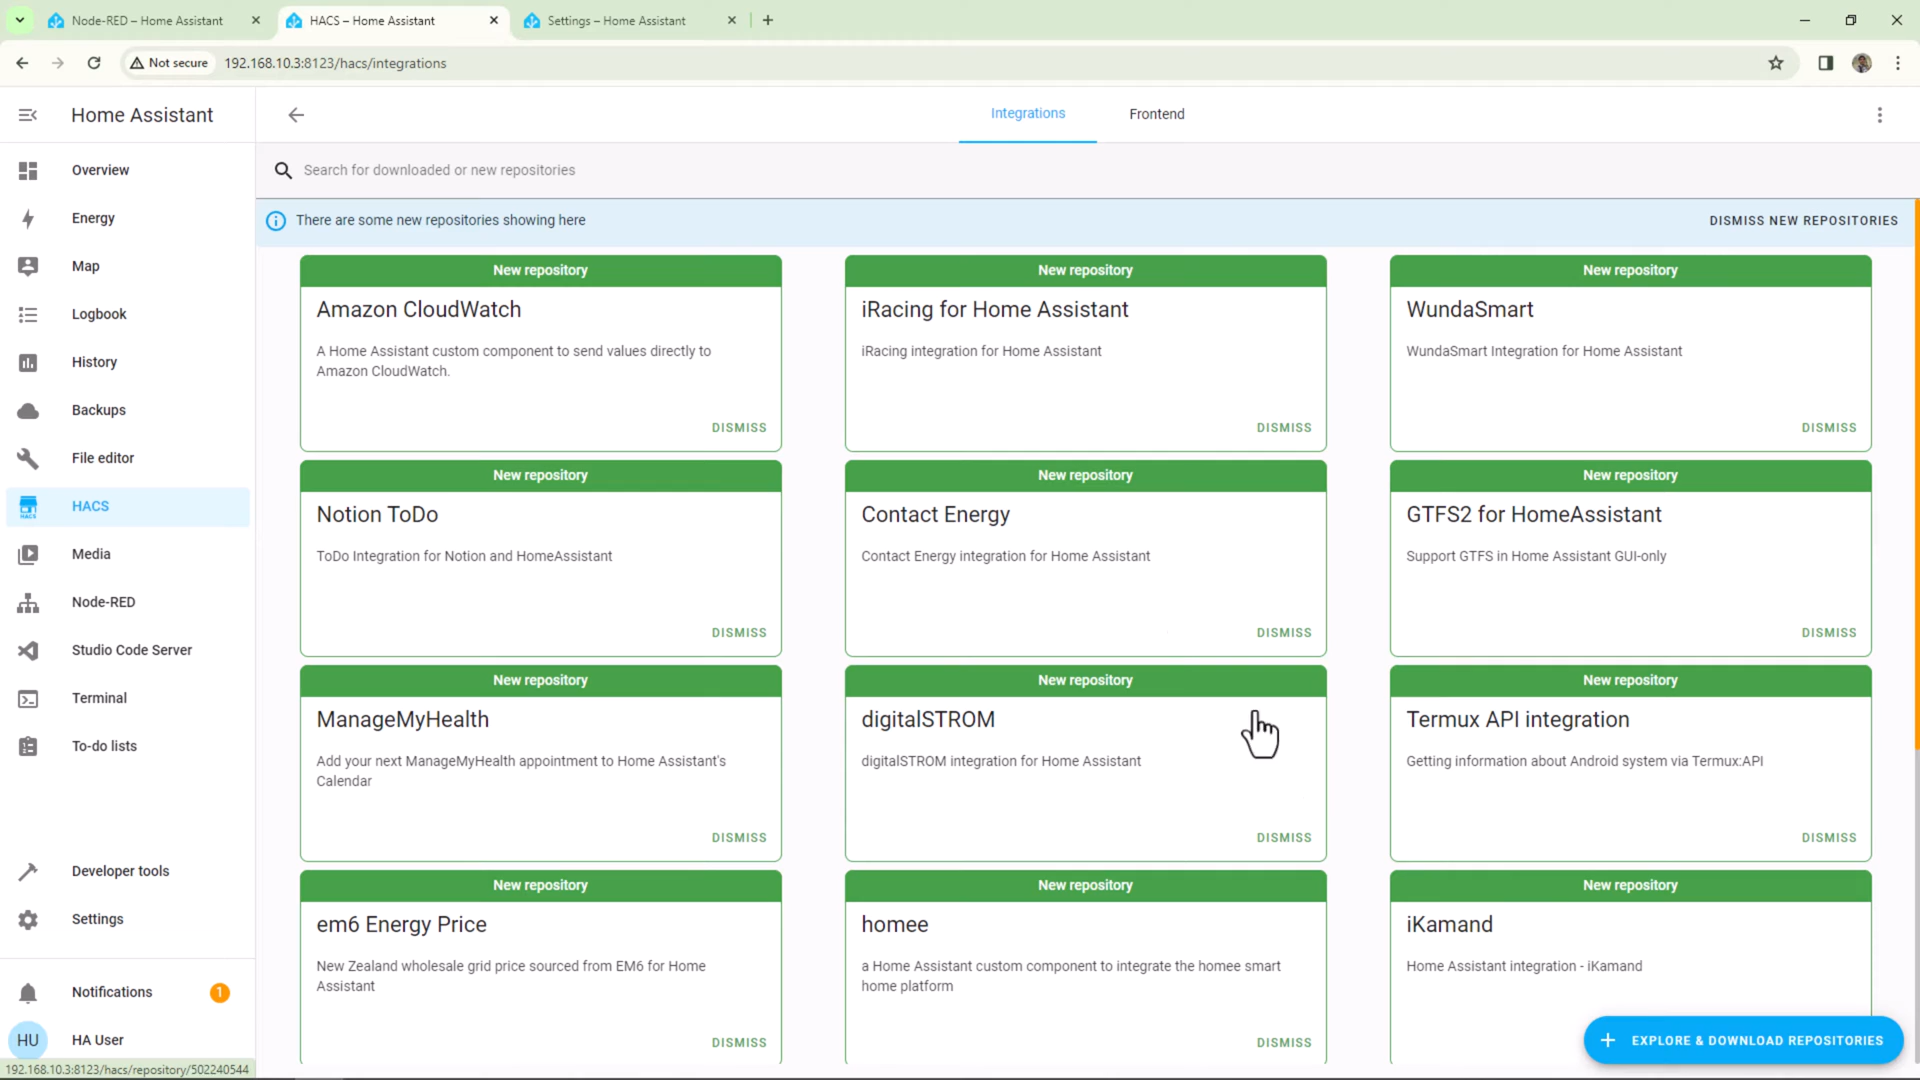 Node-RED – Home Assistant
HACS – Home Assistant
Settings – Home Assistant
Not secure
192.168.10.3:8123/hacs/integrations
Home Assistant
Integrations
Frontend
Overview
Search for downloaded or new repositories
Energy
There are some new repositories showing here
DISMISS NEW REPOSITORIES
Map
Logbook
History
Backups
File editor
HACS
HACS
Media
Node-RED
Studio Code Server
Terminal
To-do lists
Developer tools
Settings
Notifications
1
HU
HA User
192.168.10.3:8123/hacs/repository/502240544
New repository
Amazon CloudWatch
A Home Assistant custom component to send values directly to
Amazon CloudWatch.
DISMISS
New repository
iRacing for Home Assistant
iRacing integration for Home Assistant
DISMISS
New repository
WundaSmart
WundaSmart Integration for Home Assistant
DISMISS
New repository
Notion ToDo
ToDo Integration for Notion and HomeAssistant
DISMISS
New repository
Contact Energy
Contact Energy integration for Home Assistant
DISMISS
New repository
GTFS2 for HomeAssistant
Support GTFS in Home Assistant GUI-only
DISMISS
New repository
ManageMyHealth
Add your next ManageMyHealth appointment to Home Assistant's
Calendar
DISMISS
New repository
digitalSTROM
digitalSTROM integration for Home Assistant
DISMISS
New repository
Termux API integration
Getting information about Android system via Termux:API
DISMISS
New repository
em6 Energy Price
New Zealand wholesale grid price sourced from EM6 for Home
Assistant
DISMISS
New repository
homee
a Home Assistant custom component to integrate the homee smart
home platform
DISMISS
New repository
iKamand
Home Assistant integration - iKamand
EXPLORE & DOWNLOAD REPOSITORIES